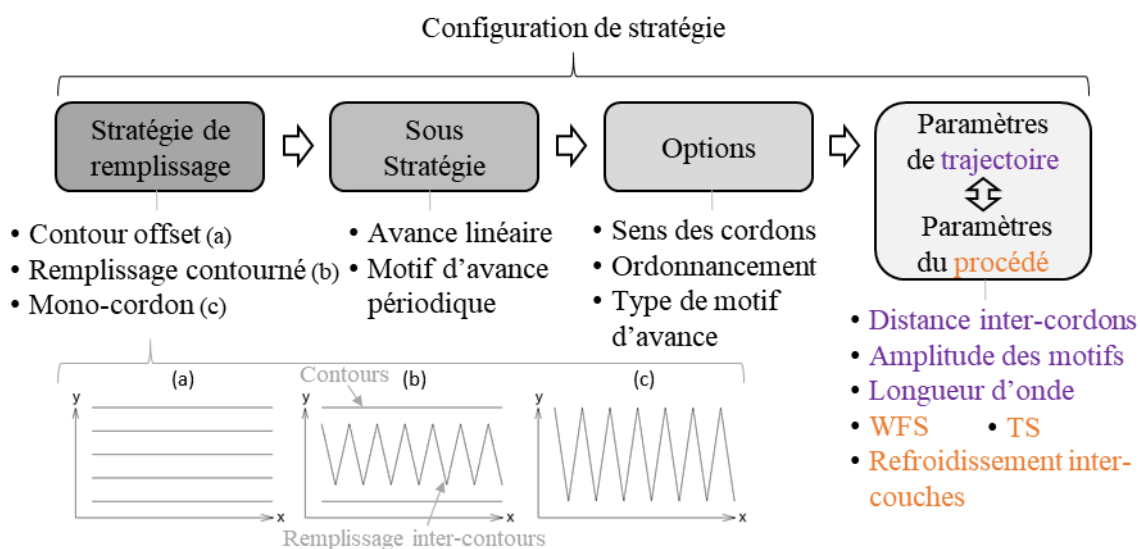 Configuration de stratégie
Stratégie de
remplissage
Sous
Stratégie
Options
Paramètres
de trajectoire
Paramètres
du procédé
• Contour offset (a)
• Remplissage contourné (b)
• Mono-cordon (c)
• Avance linéaire
• Motif d'avance
périodique
• Sens des cordons
• Ordonnancement
• Type de motif
d'avance
• Distance inter-cordons
• Amplitude des motifs
• Longueur d'onde
• WFS • TS
• Refroidissement inter-
couches
(a)
y
x
Contours
(b)
y
x
Remplissage inter-contours
(c)
y
x